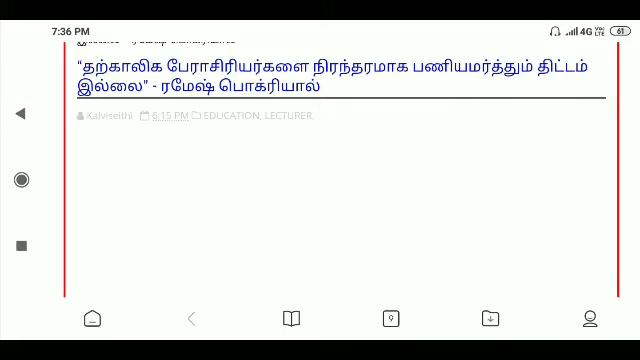 7:36 PM 4G VoLTE 61
“தற்காலிக பேராசிரியர்களை நிரந்தரமாக பணியமர்த்தும் திட்டம்
இல்லை” - ரமேஷ் பொக்ரியால்
Kalviseithi 6:15 PM EDUCATION, LECTURER,
9